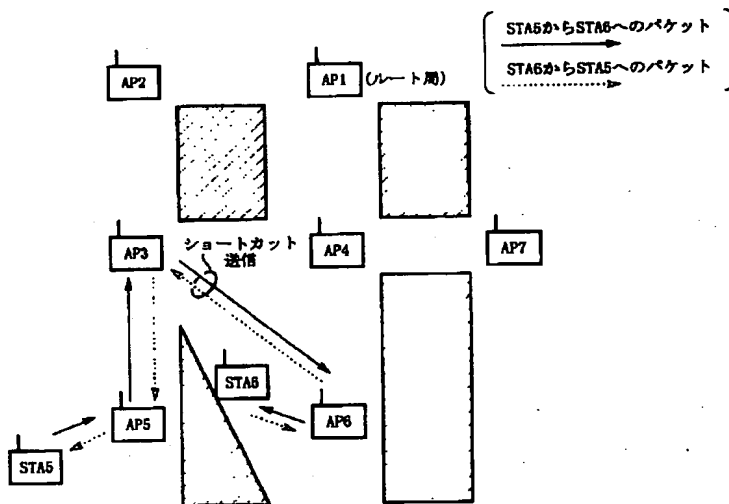 STA5からSTA6へのパケット
STA6からSTA5へのパケット
AP2
AP1
(ルート局)
AP3
ショートカット
送信
AP4
AP7
STA6
AP5
AP6
STA5